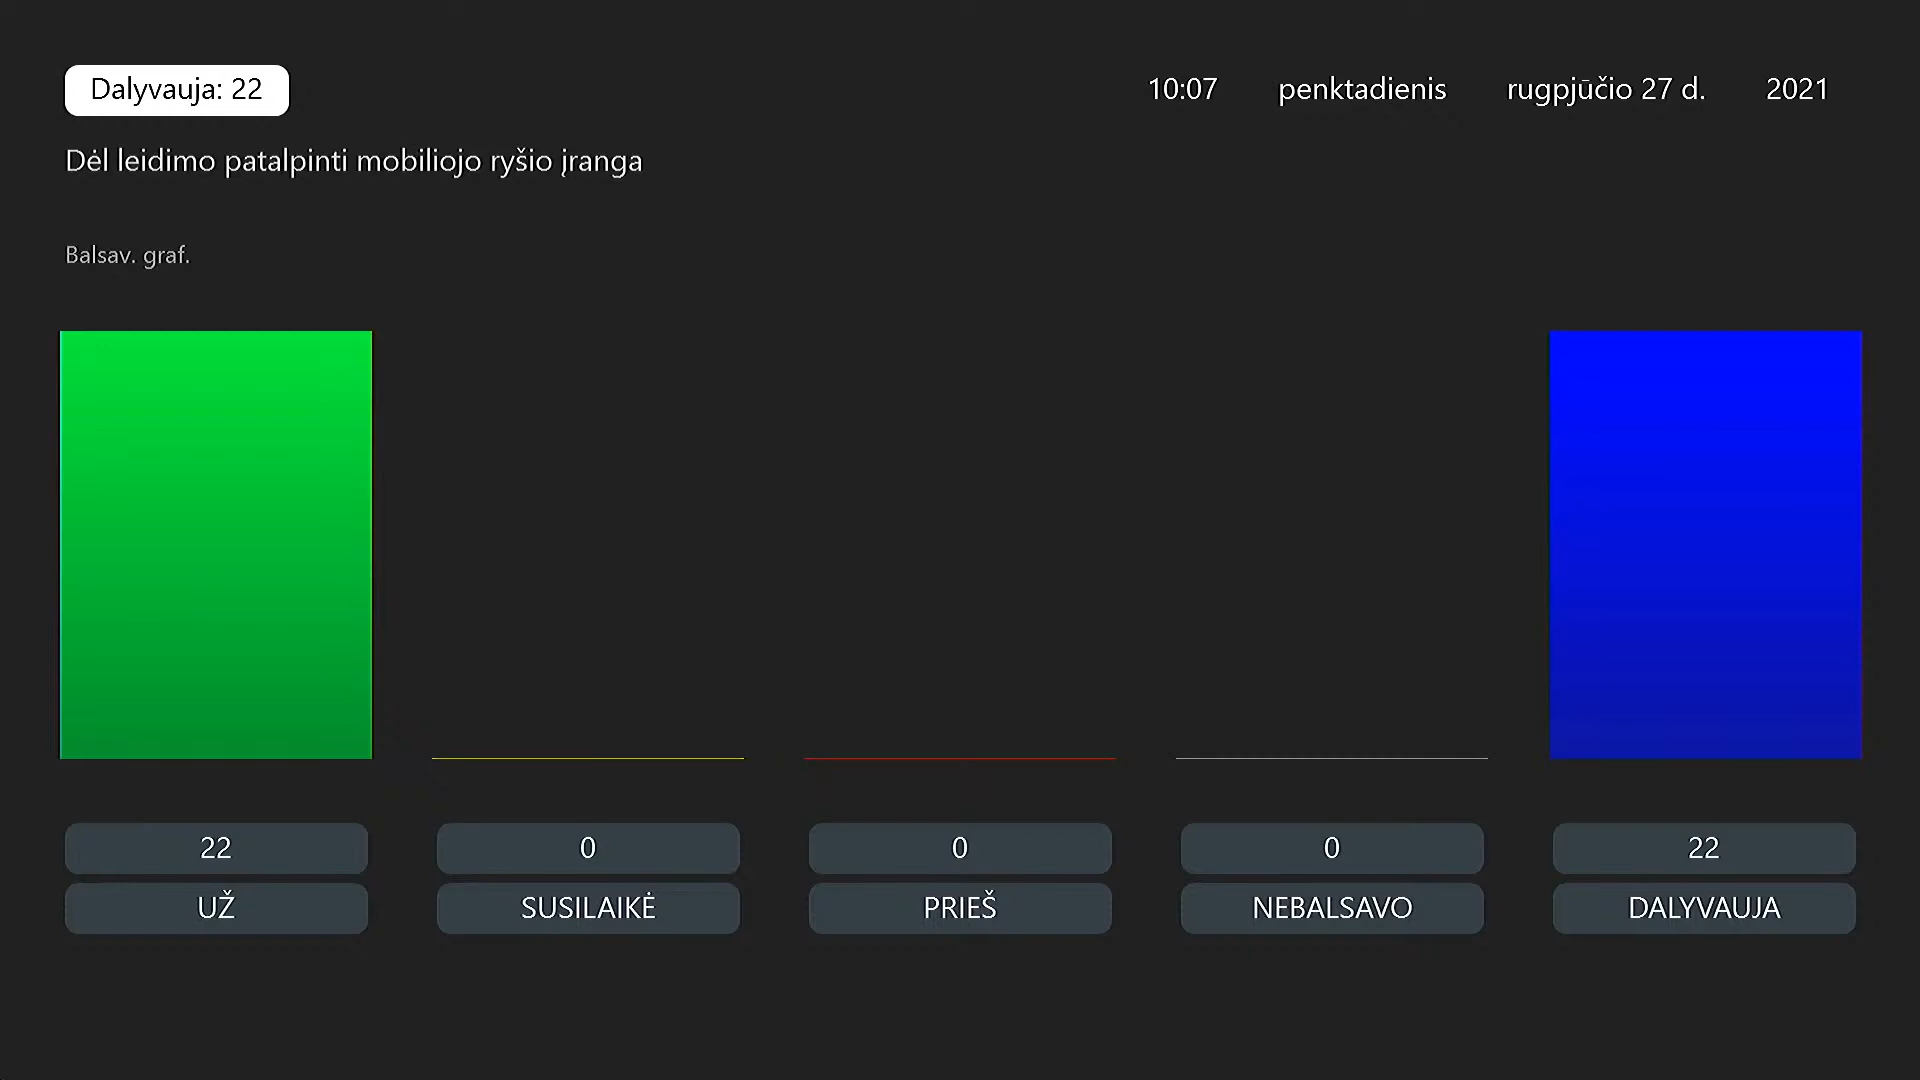 Dalyvauja: 22
10:07 penktadienis rugpjūčio 27 d. 2021
Dėl leidimo patalpinti mobiliojo ryšio įranga
Balsav. graf.
22 0 0 0 22
UŽ SUSILAIKĖ PRIEŠ NEBALSAVO DALYVAUJA